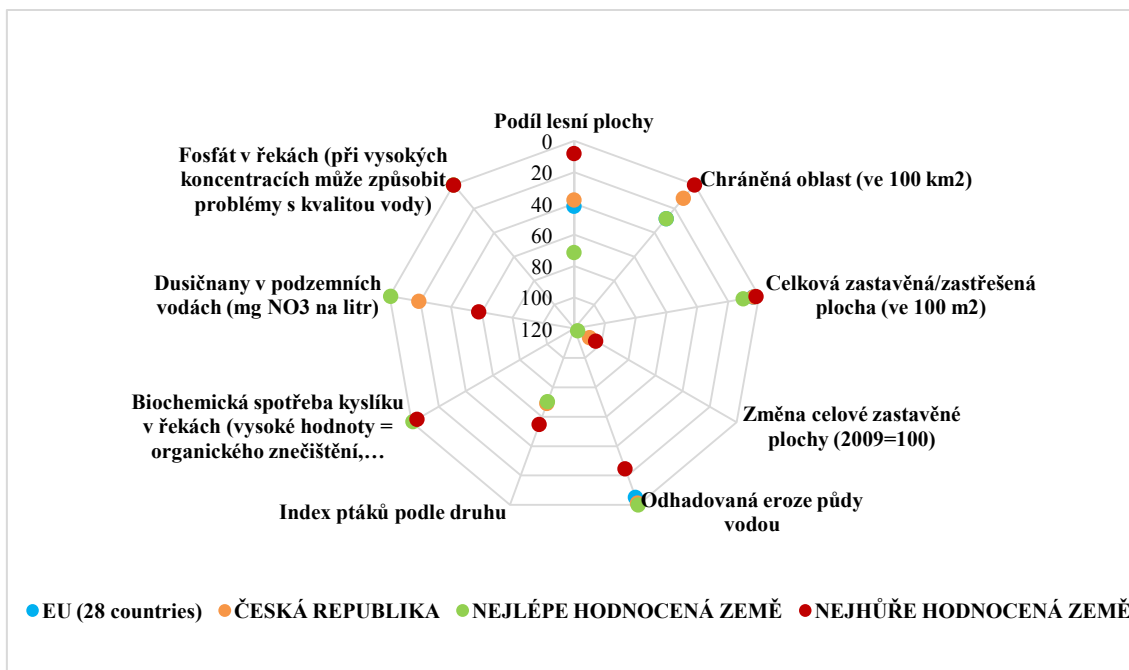 Podíl lesní plochy
0
20
40
60
80
100
120
Chráněná oblast (ve 100 km2)
Celková zastavěná/zastřešená
plocha (ve 100 m2)
Změna celové zastavěné
plochy (2009=100)
Odhadovaná eroze půdy
vodou
Index ptáků podle druhu
Biochemická spotřeba kyslíku
v řekách (vysoké hodnoty =
organického znečištění,…
Dusičnany v podzemních
vodách (mg NO3 na litr)
Fosfát v řekách (při vysokých
koncentracích může způsobit
problémy s kvalitou vody)
EU (28 countries) ČESKÁ REPUBLIKA NEJLÉPE HODNOCENÁ ZEMĚ NEJHŮŘE HODNOCENÁ ZEMĚ